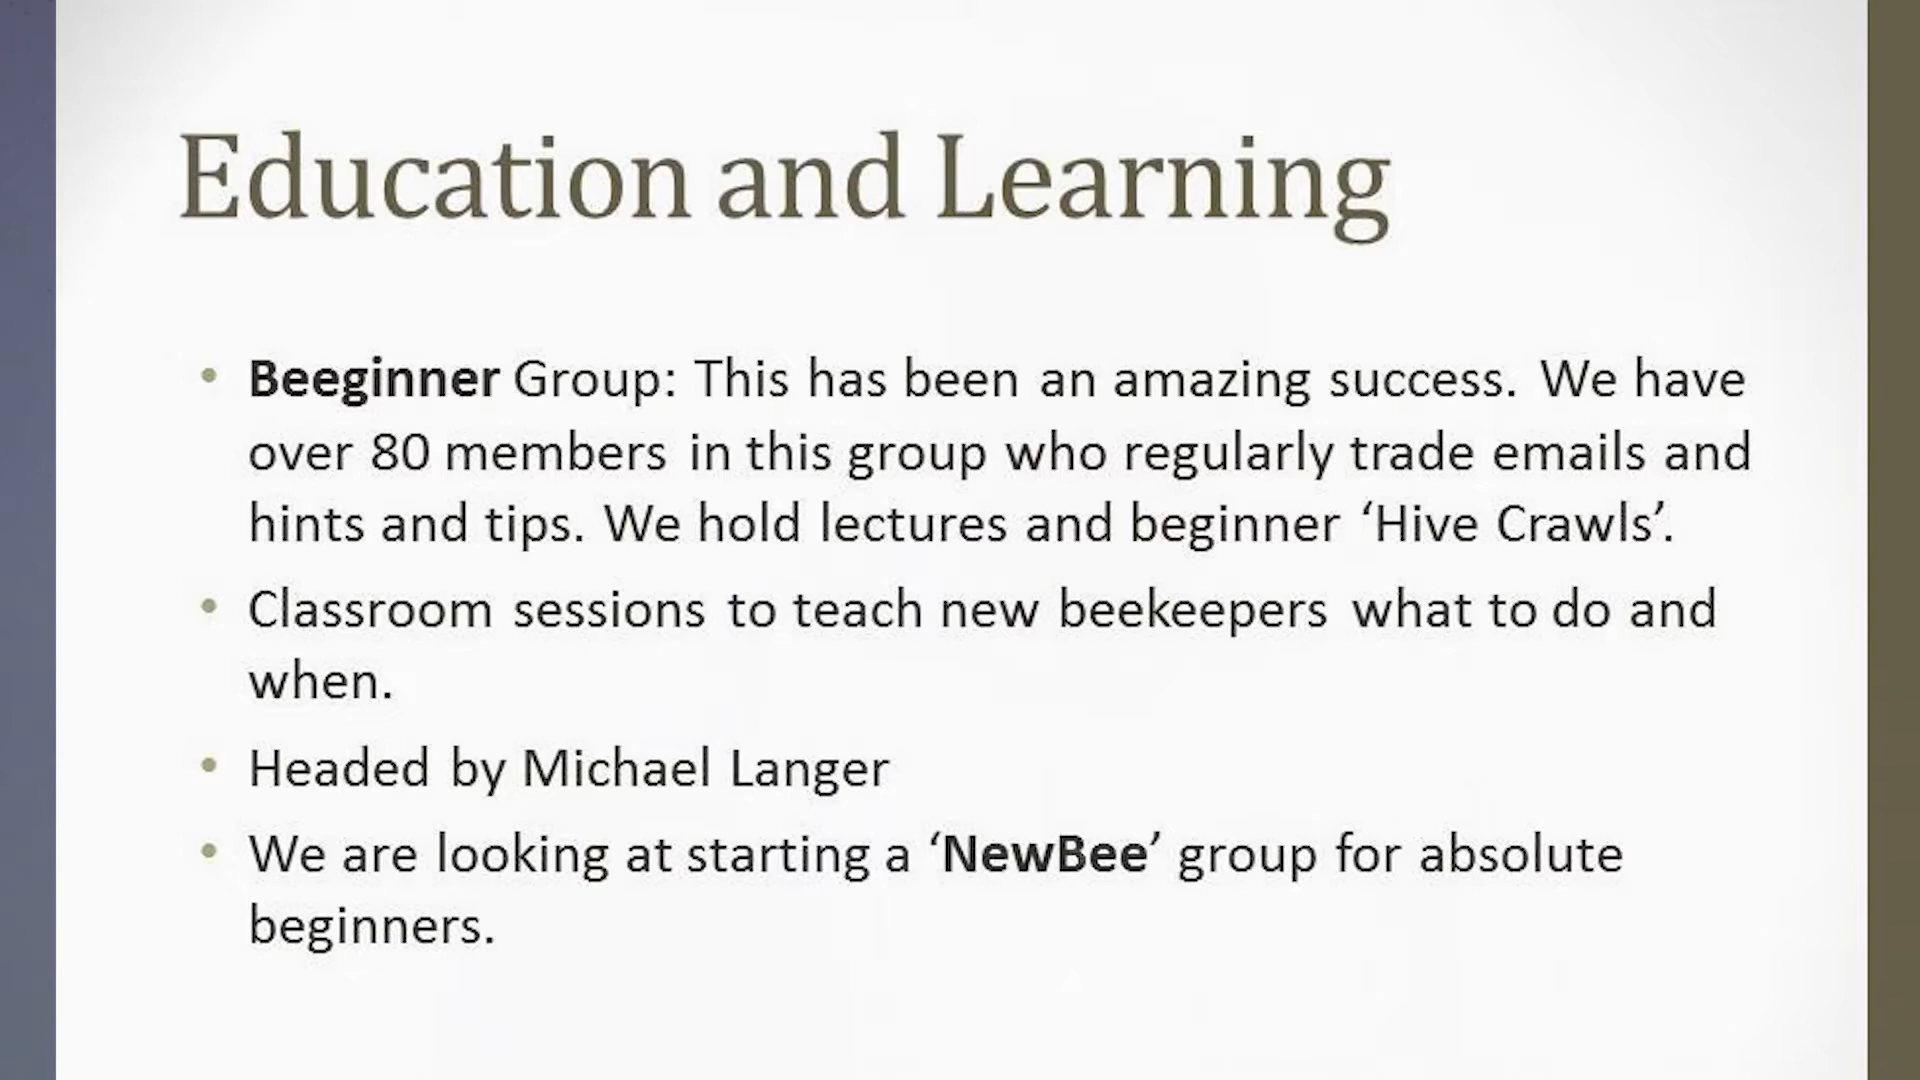 Education and Learning
• Beeginner Group: This has been an amazing success. We have
over 80 members in this group who regularly trade emails and
hints and tips. We hold lectures and beginner ‘Hive Crawls’.
• Classroom sessions to teach new beekeepers what to do and
when.
• Headed by Michael Langer
• We are looking at starting a ‘NewBee’ group for absolute
beginners.